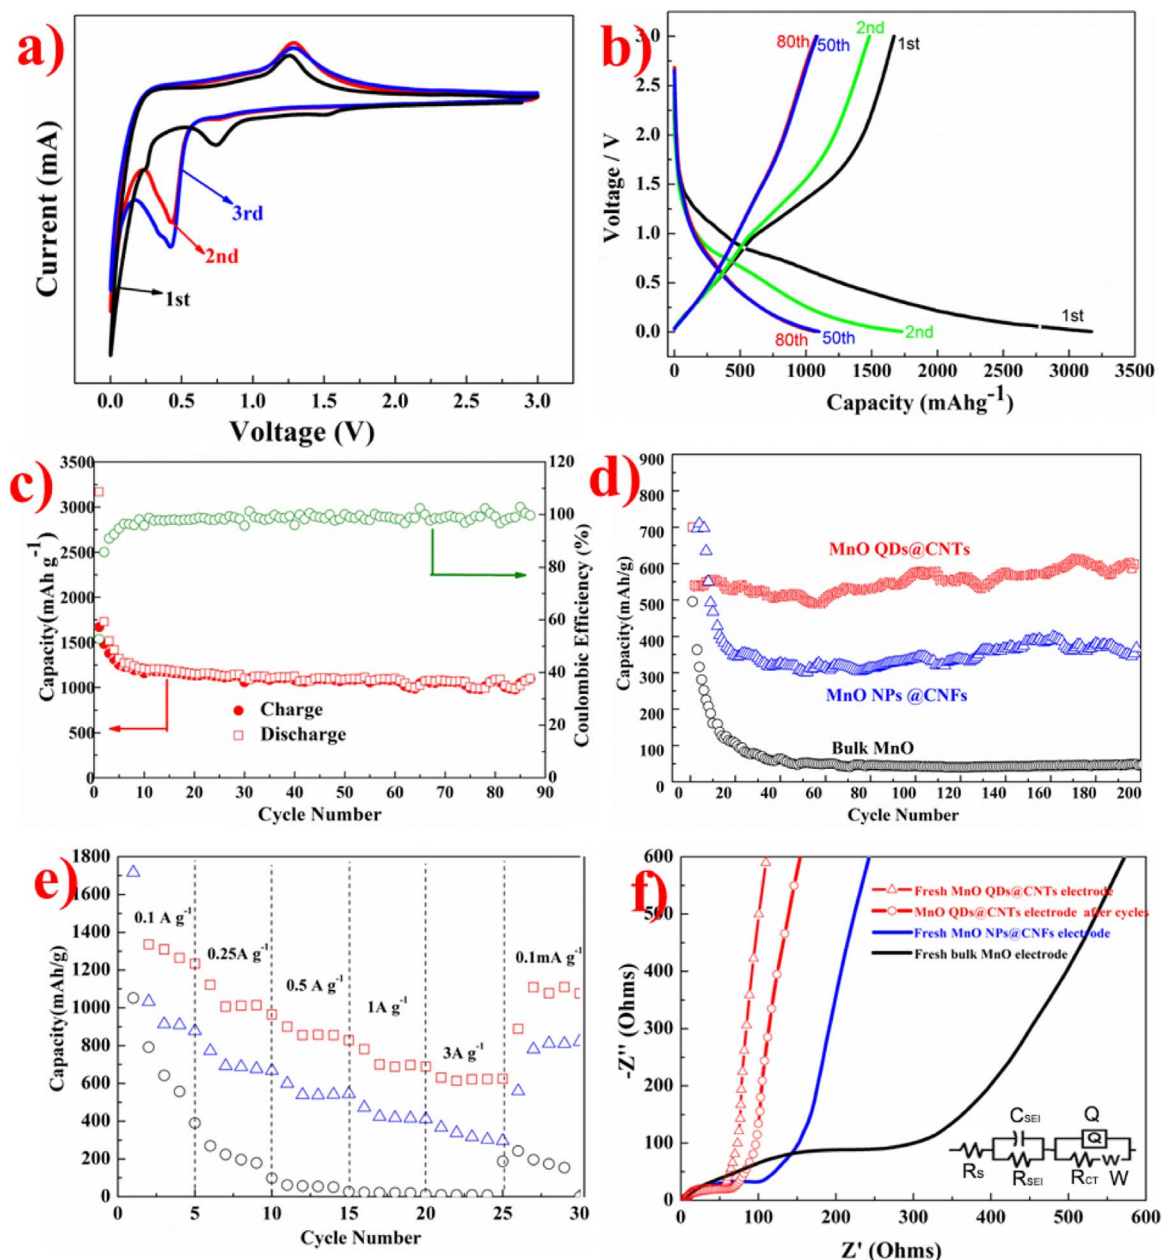 a)
Current (mA)
3rd
2nd
1st
0.0 0.5 1.0 1.5 2.0 2.5 3.0
Voltage (V)
b)
Voltage / V
3.0
2.5
2.0
1.5
1.0
0.5
0.0
80th 50th 2nd 1st
1st
80th 50th 2nd
0 500 1000 1500 2000 2500 3000 3500
Capacity (mAhg-1)
c)
Capacity(mAh g-1)
3500
3000
2500
2000
1750
1500
1250
1000
750
500
0
120
100
80
60
40
20
0
Coulombic Efficiency (%)
Charge
Discharge
0 10 20 30 40 50 60 70 80 90
Cycle Number
d)
Capacity(mAh/g)
900
800
700
600
500
400
300
200
100
0
MnO QDs@CNTs
MnO NPs @CNFs
Bulk MnO
0 20 40 60 80 100 120 140 160 180 200
Cycle Number
e)
Capacity(mAh/g)
1800
1600
1400
1200
1000
800
600
400
200
0
0.1 A g-1
0.25A g-1
0.5 A g-1
1A g-1
3A g-1
0.1mA g-1
0 5 10 15 20 25 30
Cycle Number
f)
-Z'' (Ohms)
600
500
400
300
200
100
0
Fresh MnO QDs@CNTs electrode
MnO QDs@CNTs electrode after cycles
Fresh MnO NPs@CNFs electrode
Fresh bulk MnO electrode
CSEI Q
Q
RS RSEI RCT W
W
0 100 200 300 400 500 600
Z' (Ohms)